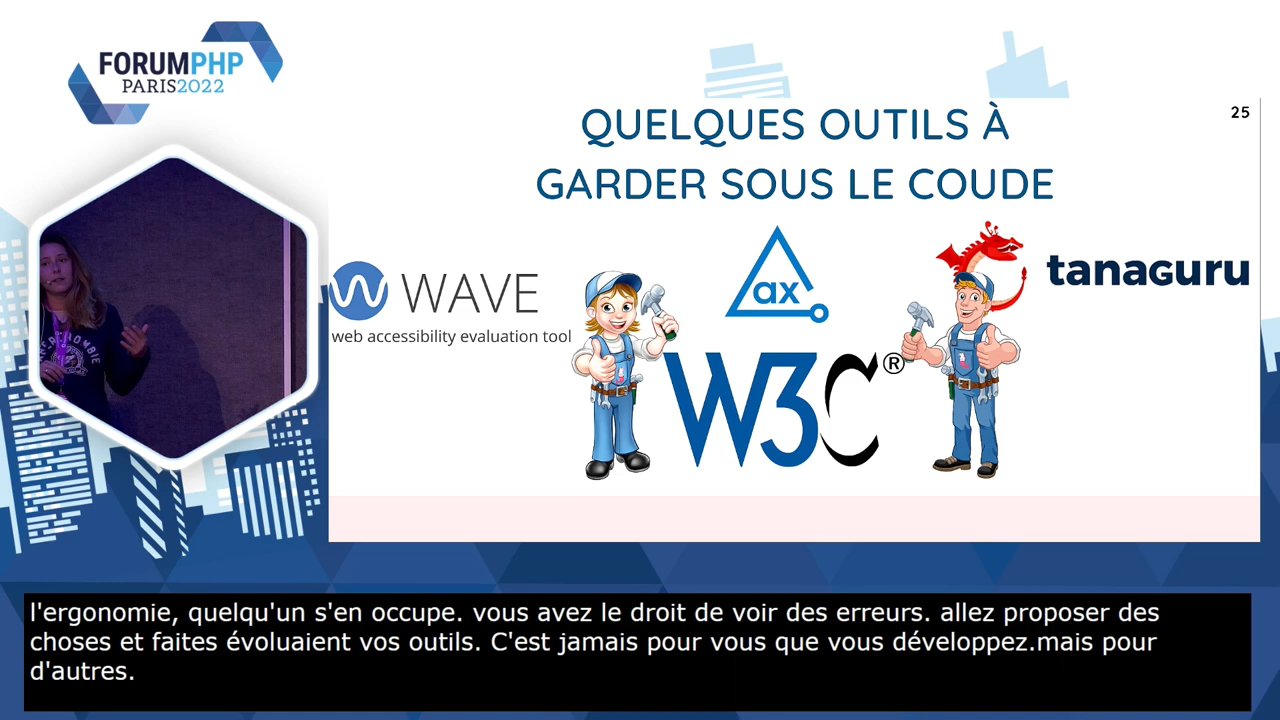 FORUMPHP
PARIS2022
25
QUELQUES OUTILS À
GARDER SOUS LE COUDE
WAVE
web accessibility evaluation tool
ax
tanaguru
W3C®
l'ergonomie, quelqu'un s'en occupe. vous avez le droit de voir des erreurs. allez proposer des
choses et faites évoluaient vos outils. C'est jamais pour vous que vous développez.mais pour
d'autres.